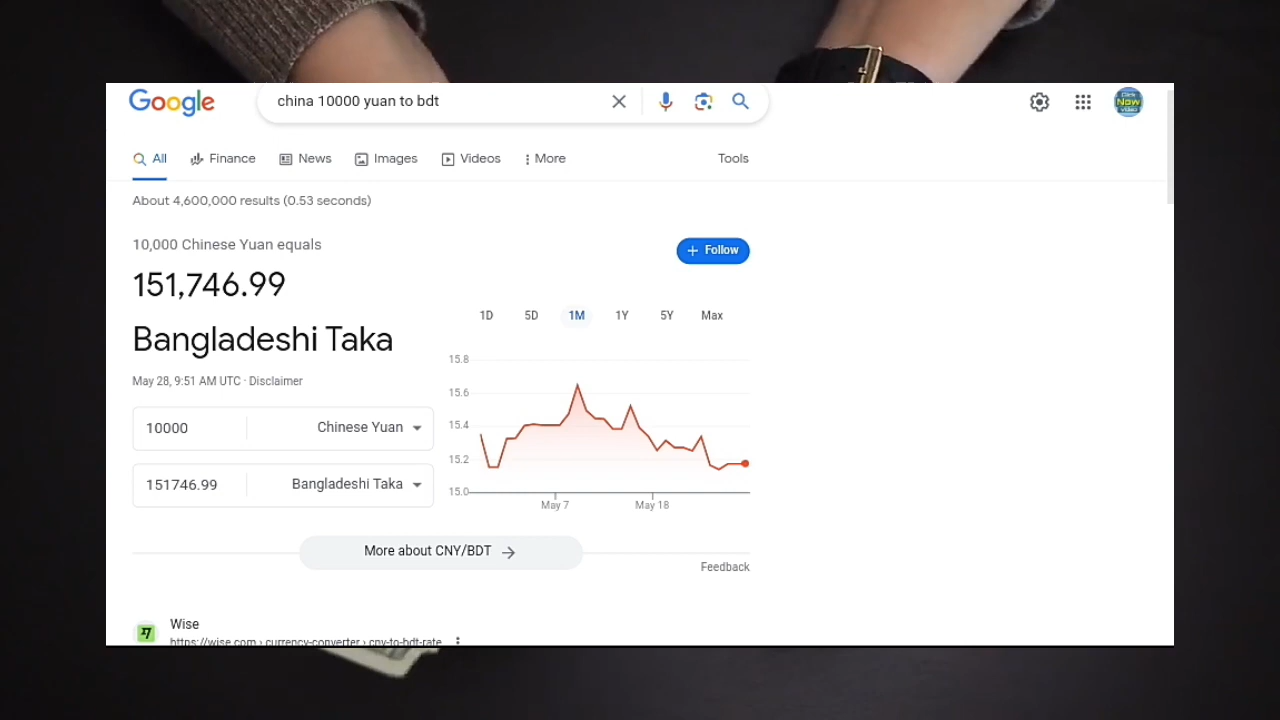 Google
china 10000 yuan to bdt
All
Finance
News
Images
Videos
More
Tools
About 4,600,000 results (0.53 seconds)
10,000 Chinese Yuan equals
Follow
151,746.99
Bangladeshi Taka
May 28, 9:51 AM UTC · Disclaimer
10000 Chinese Yuan
151746.99 Bangladeshi Taka
1D 5D 1M 1Y 5Y Max
15.8
15.6
15.4
15.2
15.0
May 7 May 18
More about CNY/BDT
Feedback
Wise
https://wise.com › currency-converter › cny-to-bdt-rate